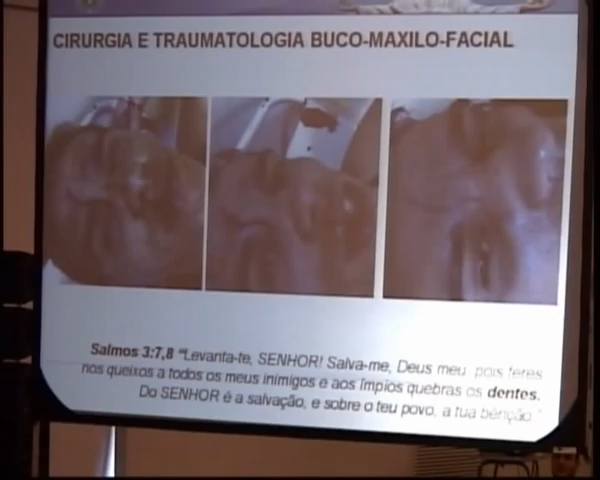 CIRURGIA E TRAUMATOLOGIA BUCO-MAXILO-FACIAL
Salmos 3:7,8 "Levanta-te, SENHOR! Salva-me, Deus meu pois feres
nos queixos a todos os meus inimigos e aos ímpios quebras os dentes.
Do SENHOR é a salvação, e sobre o teu povo, a tua bênção."